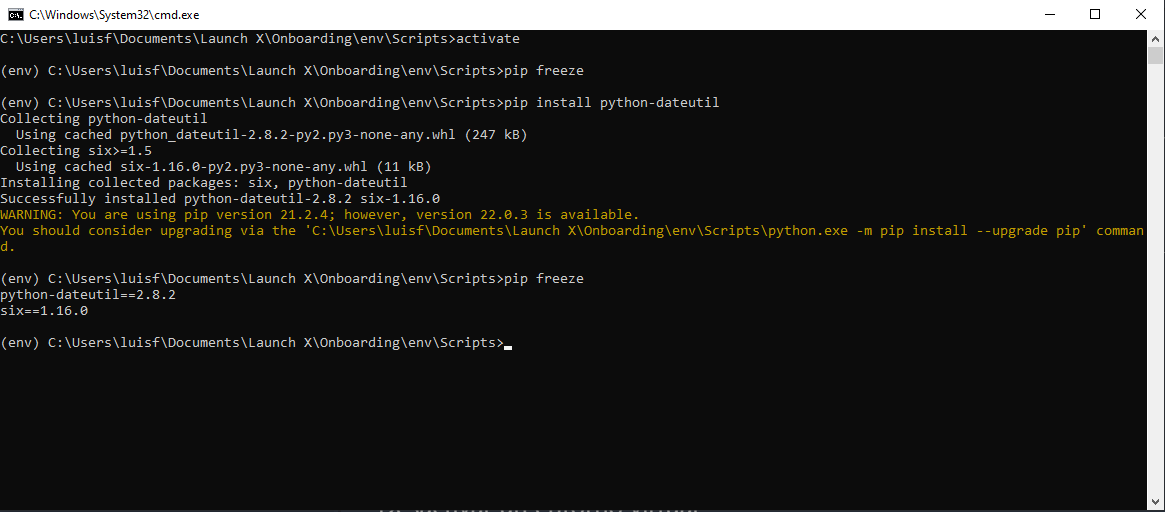 C:\Windows\System32\cmd.exe
C:\Users\luisf\Documents\Launch X\Onboarding\env\Scripts>activate
(env) C:\Users\luisf\Documents\Launch X\Onboarding\env\Scripts>pip freeze
(env) C:\Users\luisf\Documents\Launch X\Onboarding\env\Scripts>pip install python-dateutil
Collecting python-dateutil
  Using cached python_dateutil-2.8.2-py2.py3-none-any.whl (247 kB)
Collecting six>=1.5
  Using cached six-1.16.0-py2.py3-none-any.whl (11 kB)
Installing collected packages: six, python-dateutil
Successfully installed python-dateutil-2.8.2 six-1.16.0
WARNING: You are using pip version 21.2.4; however, version 22.0.3 is available.
You should consider upgrading via the 'C:\Users\luisf\Documents\Launch X\Onboarding\env\Scripts\python.exe -m pip install --upgrade pip' comman
d.
(env) C:\Users\luisf\Documents\Launch X\Onboarding\env\Scripts>pip freeze
python-dateutil==2.8.2
six==1.16.0
(env) C:\Users\luisf\Documents\Launch X\Onboarding\env\Scripts>